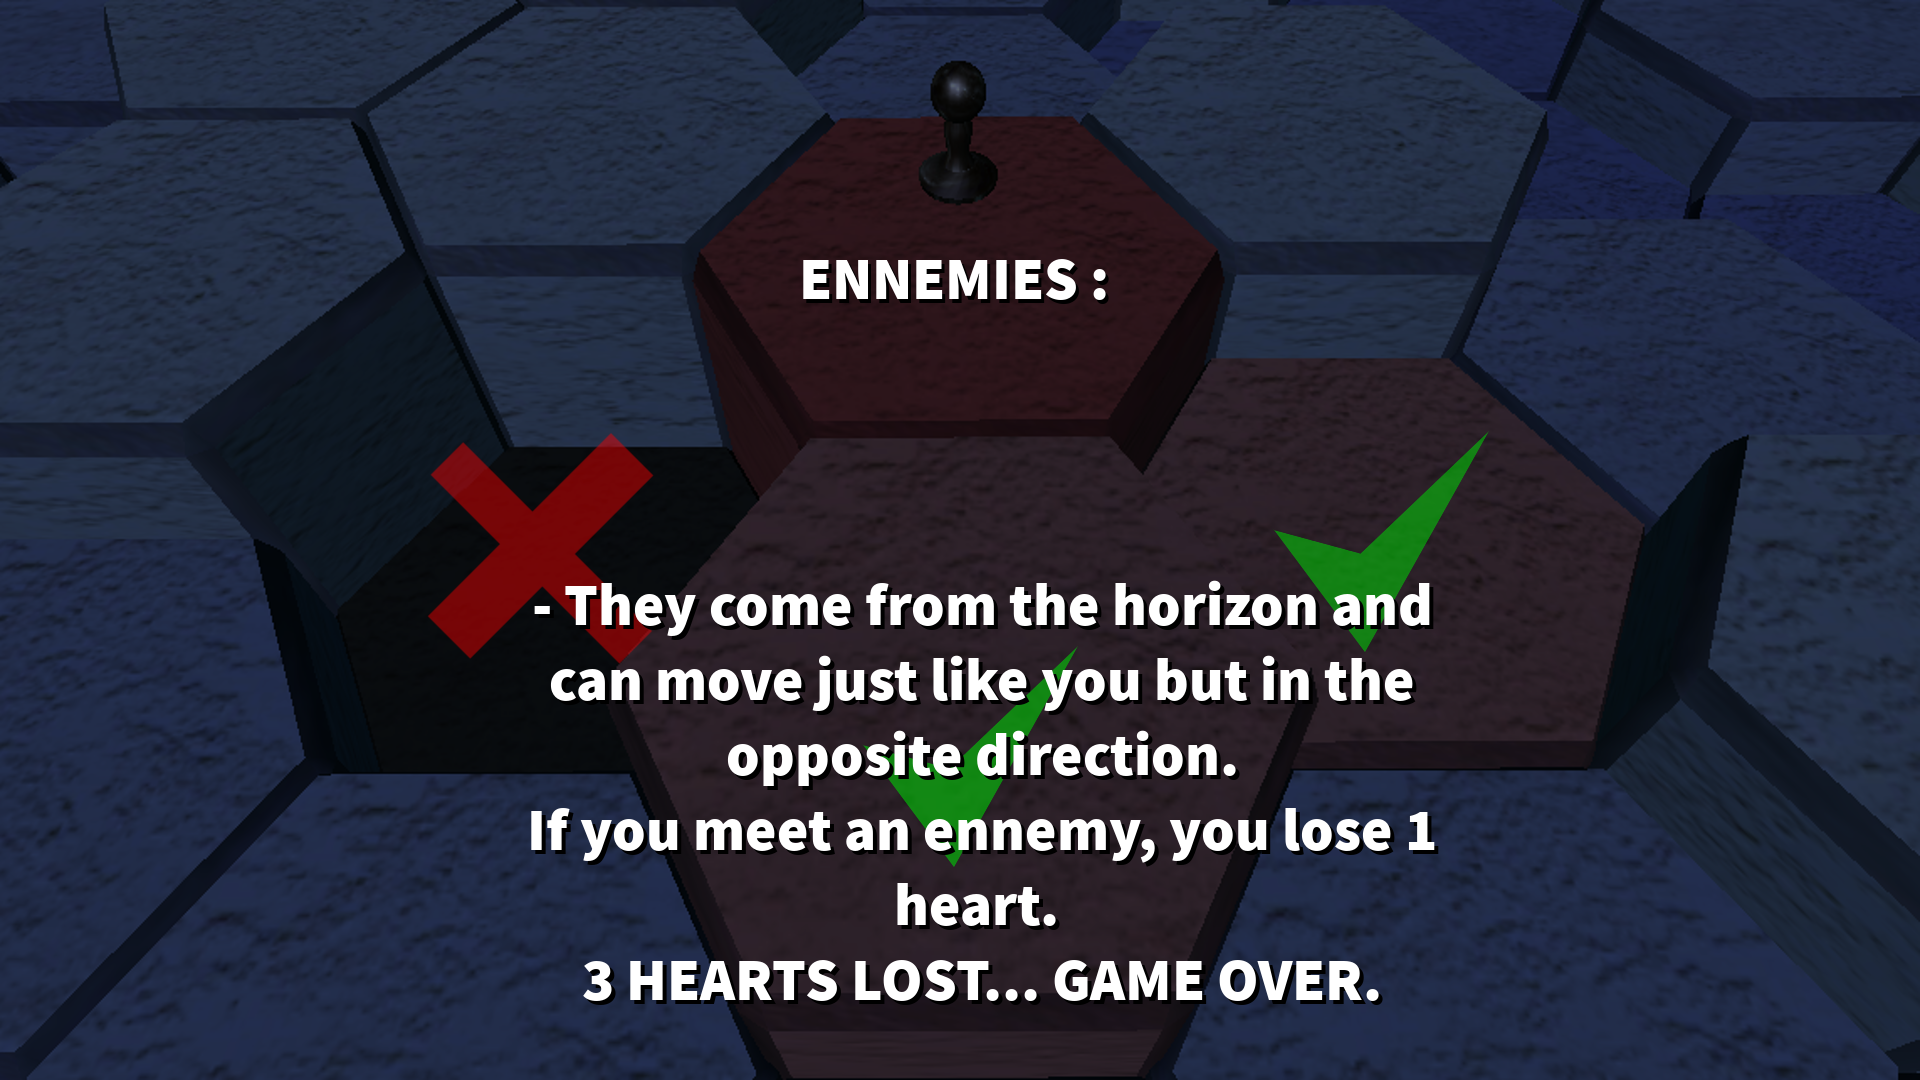 ENNEMIES :
- They come from the horizon and
can move just like you but in the
opposite direction.
If you meet an ennemy, you lose 1
heart.
3 HEARTS LOST... GAME OVER.